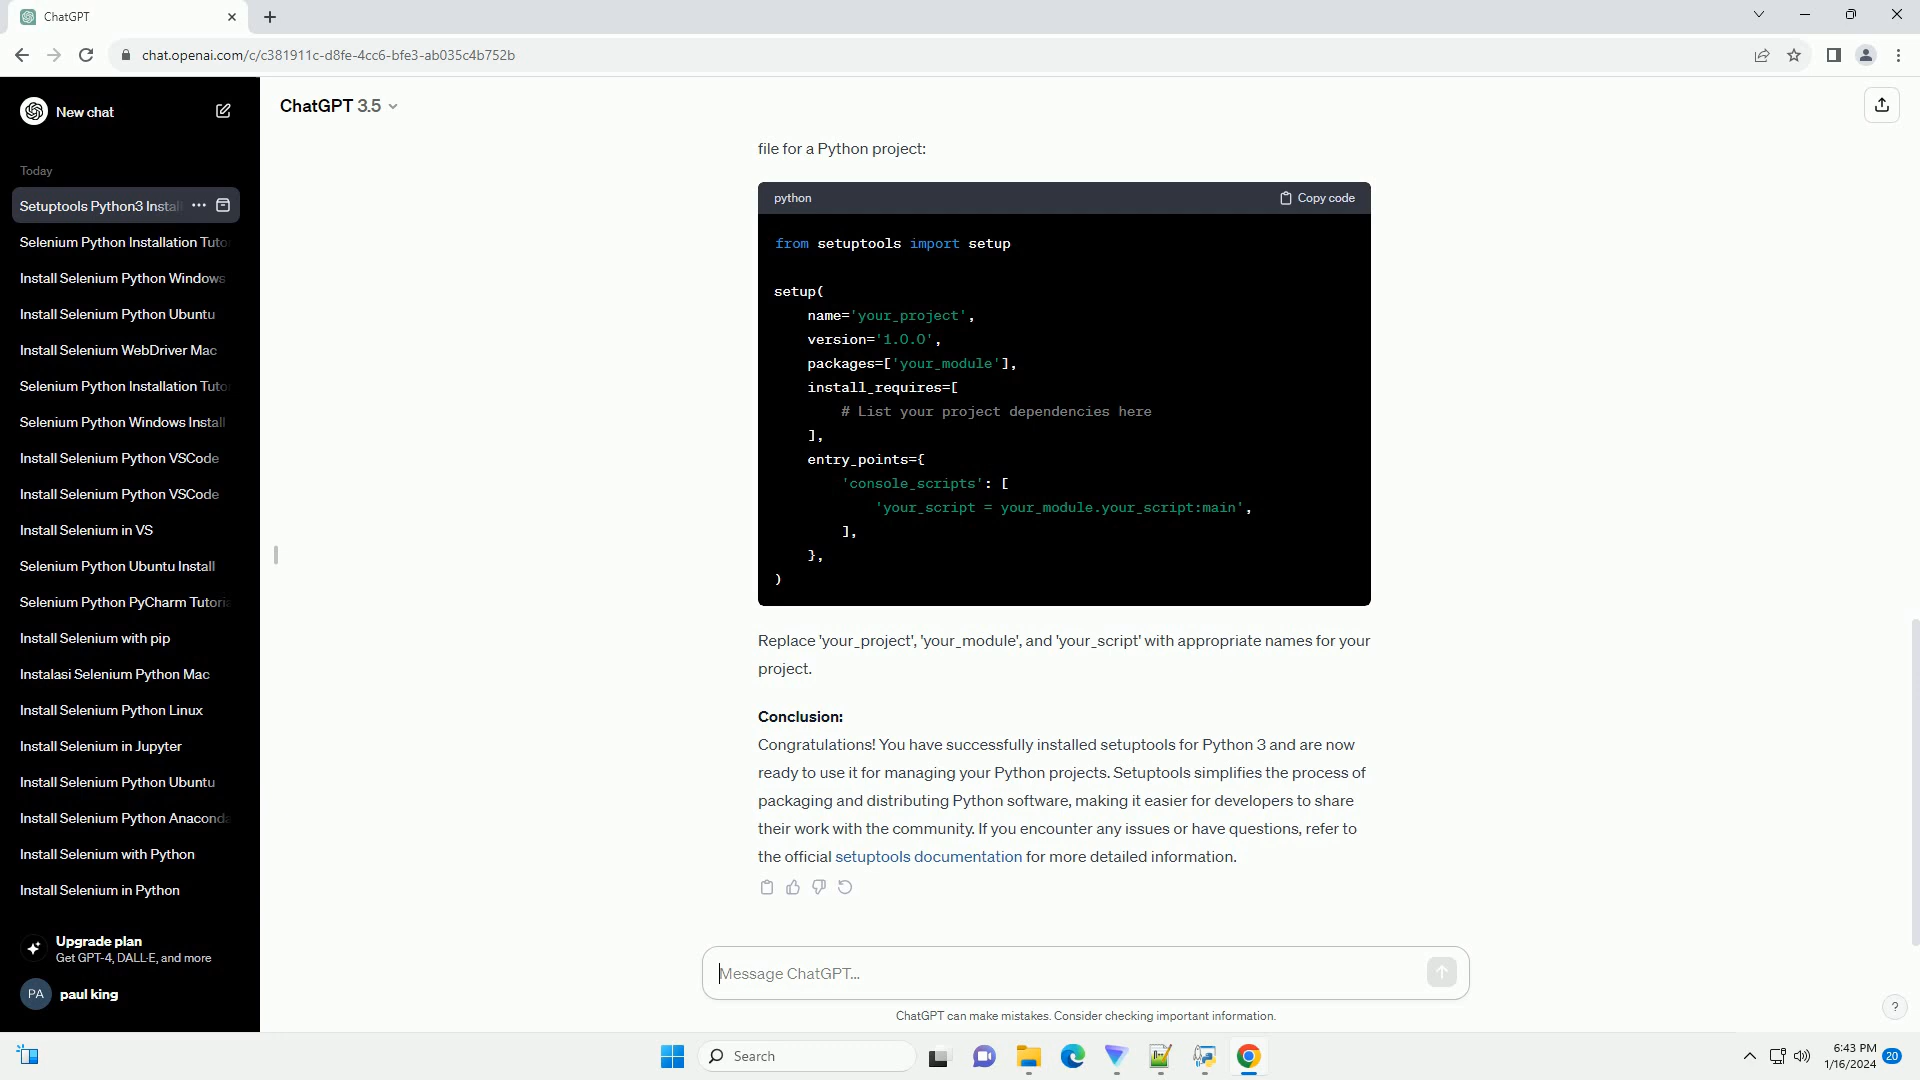 ChatGPT
chat.openai.com/c/c381911c-d8fe-4cc6-bfe3-ab035c4b752b
New chat
Today
Setuptools Python3 Install
Selenium Python Installation Tuto
Install Selenium Python Windows
Install Selenium Python Ubuntu
Install Selenium WebDriver Mac
Selenium Python Installation Tuto
Selenium Python Windows Install
Install Selenium Python VSCode
Install Selenium Python VSCode
Install Selenium in VS
Selenium Python Ubuntu Install
Selenium Python PyCharm Tutoria
Install Selenium with pip
Instalasi Selenium Python Mac
Install Selenium Python Linux
Install Selenium in Jupyter
Install Selenium Python Ubuntu
Install Selenium Python Anaconda
Install Selenium with Python
Install Selenium in Python
Upgrade plan
Get GPT-4, DALL·E, and more
PA paul king
ChatGPT 3.5
file for a Python project:
python Copy code
from setuptools import setup
setup(
name='your_project',
version='1.0.0',
packages=['your_module'],
install_requires=[
# List your project dependencies here
],
entry_points={
'console_scripts': [
'your_script = your_module.your_script:main',
],
},
)
Replace 'your_project', 'your_module', and 'your_script' with appropriate names for your
project.
Conclusion:
Congratulations! You have successfully installed setuptools for Python 3 and are now
ready to use it for managing your Python projects. Setuptools simplifies the process of
packaging and distributing Python software, making it easier for developers to share
their work with the community. If you encounter any issues or have questions, refer to
the official setuptools documentation for more detailed information.
Message ChatGPT...
ChatGPT can make mistakes. Consider checking important information.
?
Search
6:43 PM
1/16/2024
20